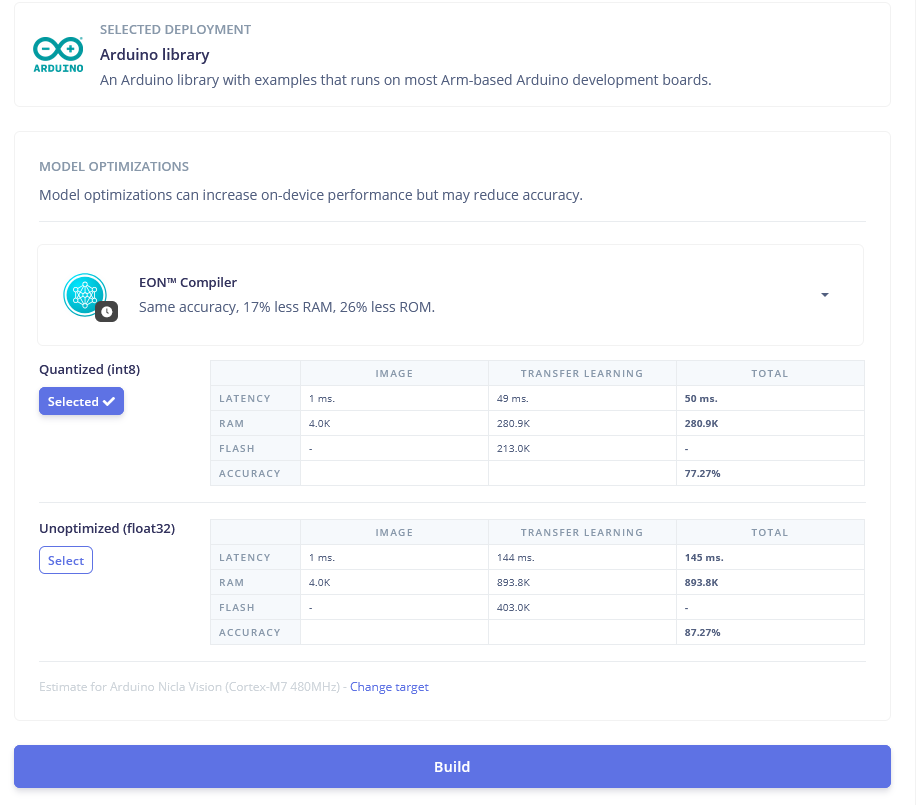 SELECTED DEPLOYMENT
ARDUINO
Arduino library
An Arduino library with examples that runs on most Arm-based Arduino development boards.
MODEL OPTIMIZATIONS
Model optimizations can increase on-device performance but may reduce accuracy.
EON™ Compiler
Same accuracy, 17% less RAM, 26% less ROM.
Quantized (int8)
Selected
IMAGE TRANSFER LEARNING TOTAL
LATENCY 1 ms. 49 ms. 50 ms.
RAM 4.0K 280.9K 280.9K
FLASH - 213.0K -
ACCURACY 77.27%
Unoptimized (float32)
Select
IMAGE TRANSFER LEARNING TOTAL
LATENCY 1 ms. 144 ms. 145 ms.
RAM 4.0K 893.8K 893.8K
FLASH - 403.0K -
ACCURACY 87.27%
Estimate for Arduino Nicla Vision (Cortex-M7 480MHz) - Change target
Build